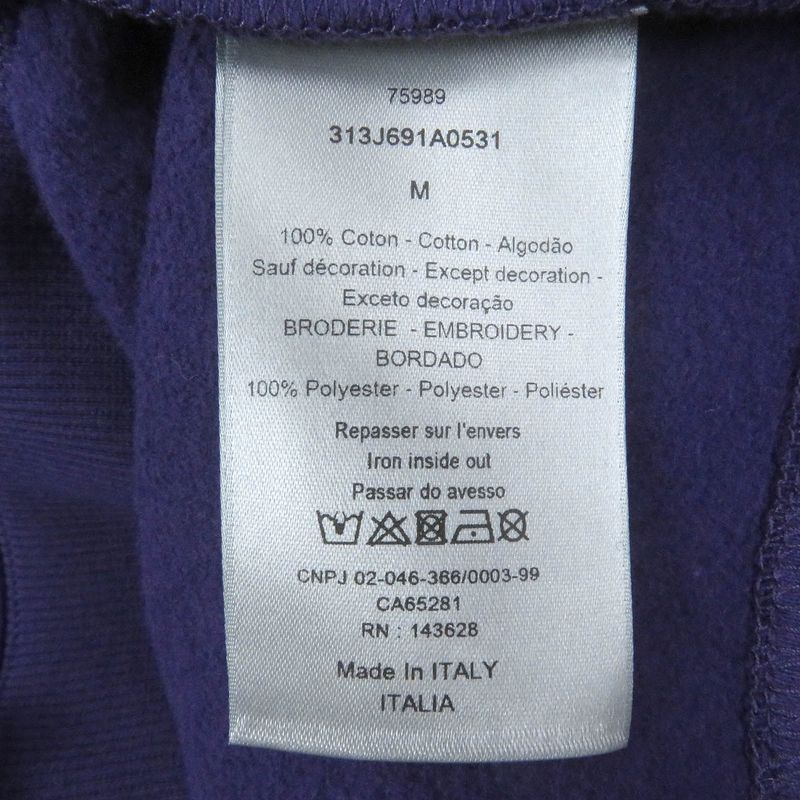 75989
313J691A0531
M
100% Coton - Cotton - Algodão
Sauf décoration - Except decoration -
Exceto decoração
BRODERIE - EMBROIDERY -
BORDADO
100% Polyester - Polyester - Poliéster
Repasser sur l'envers
Iron inside out
Passar do avesso
CNPJ 02-046-366/0003-99
CA65281
RN : 143628
Made In ITALY
ITALIA